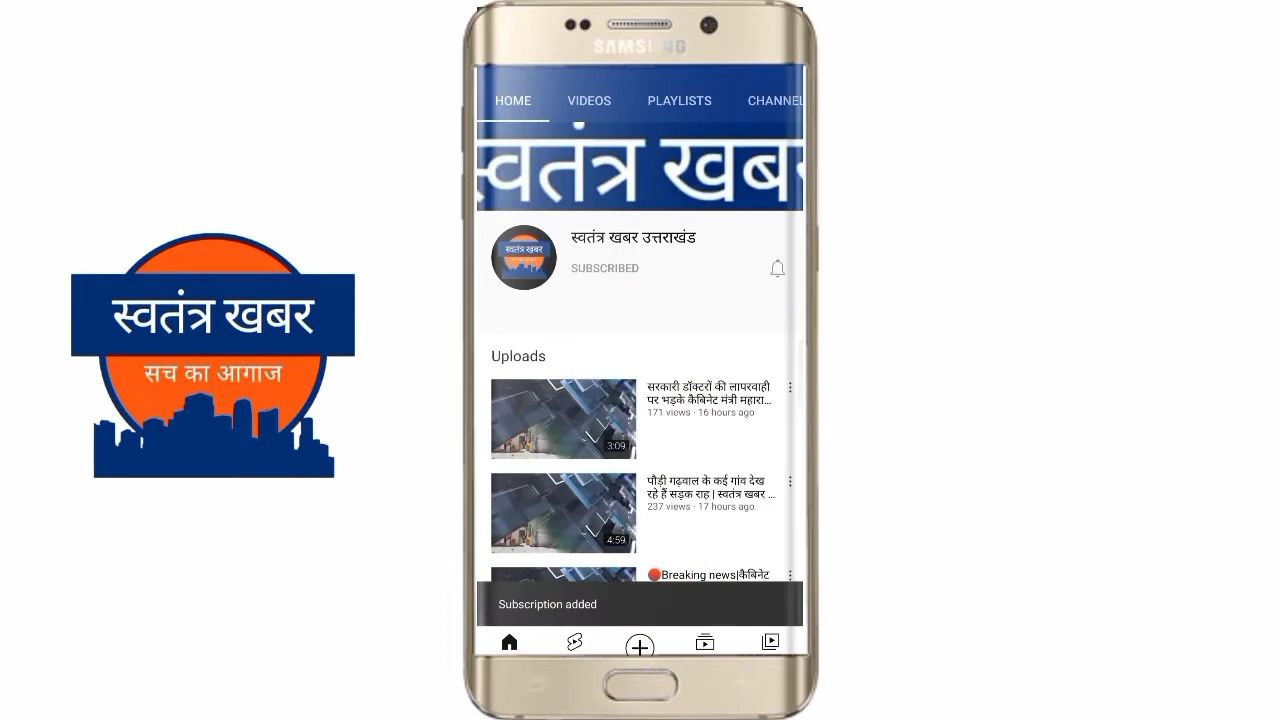 SAMSUNG
HOME VIDEOS PLAYLISTS CHANNEL
स्वतंत्र खबर
स्वतंत्र खबर उत्तराखंड
स्वतंत्र खबर
SUBSCRIBED
स्वतंत्र खबर
सच का आगाज
Uploads
सरकारी डॉक्टरों की लापरवाही
पर भड़के कैबिनेट मंत्री महारा...
171 views · 16 hours ago
3:09
पौड़ी गढ़वाल के कई गांव देख
रहे हैं सड़क राह | स्वतंत्र खबर ...
237 views · 17 hours ago
4:59
🔴Breaking news|कैबिनेट
Subscription added